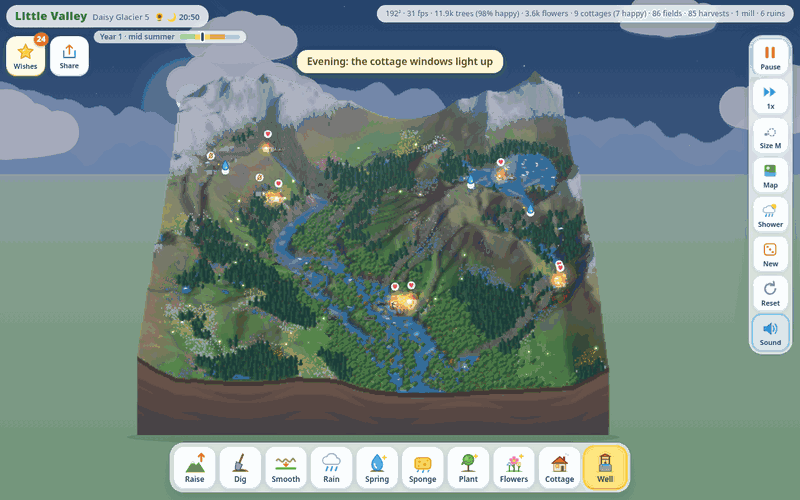 Little Valley Daisy Glacier 5 20:50
192² · 31 fps · 11.9k trees (98% happy) · 3.6k flowers · 9 cottages (7 happy) · 86 fields · 85 harvests · 1 mill · 6 ruins
Year 1 · mid summer
24
Wishes
Share
Evening: the cottage windows light up
Pause
1x
Size M
Map
Shower
New
Reset
Sound
Raise
Dig
Smooth
Rain
Spring
Sponge
Plant
Flowers
Cottage
Well